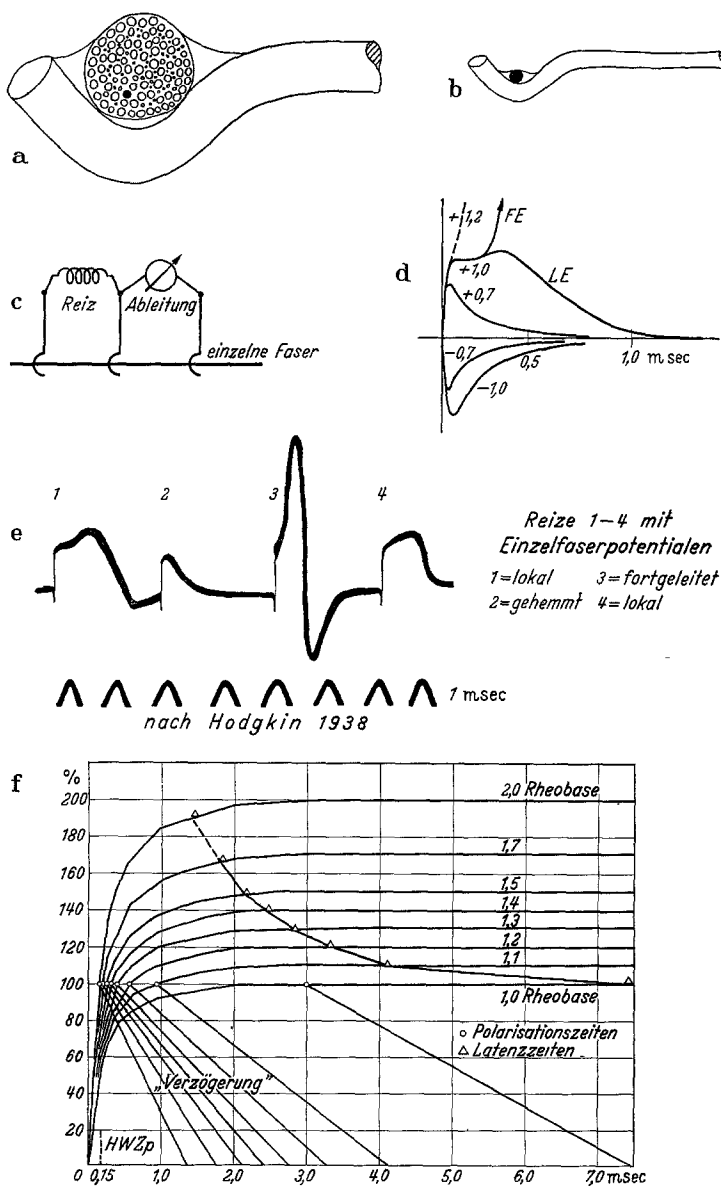 a
b
c
Reiz
Ableitung
einzelne Faser
d
+1,2
FE
+1,0
LE
+0,7
-0,7
-1,0
0,5
1,0 m sec
e
1
2
3
4
Reize 1–4 mit
Einzelfaserpotentialen
1=lokal 3=fortgeleitet
2=gehemmt 4=lokal
1 msec
nach Hodgkin 1938
f
%
200
180
160
140
120
100
80
60
40
20
0
2,0 Rheobase
1,7
1,5
1,4
1,3
1,2
1,1
1,0 Rheobase
○ Polarisationszeiten
△ Latenzzeiten
„Verzögerung"
HWZp
0,15
1,0
2,0
3,0
4,0
5,0
6,0
7,0 msec